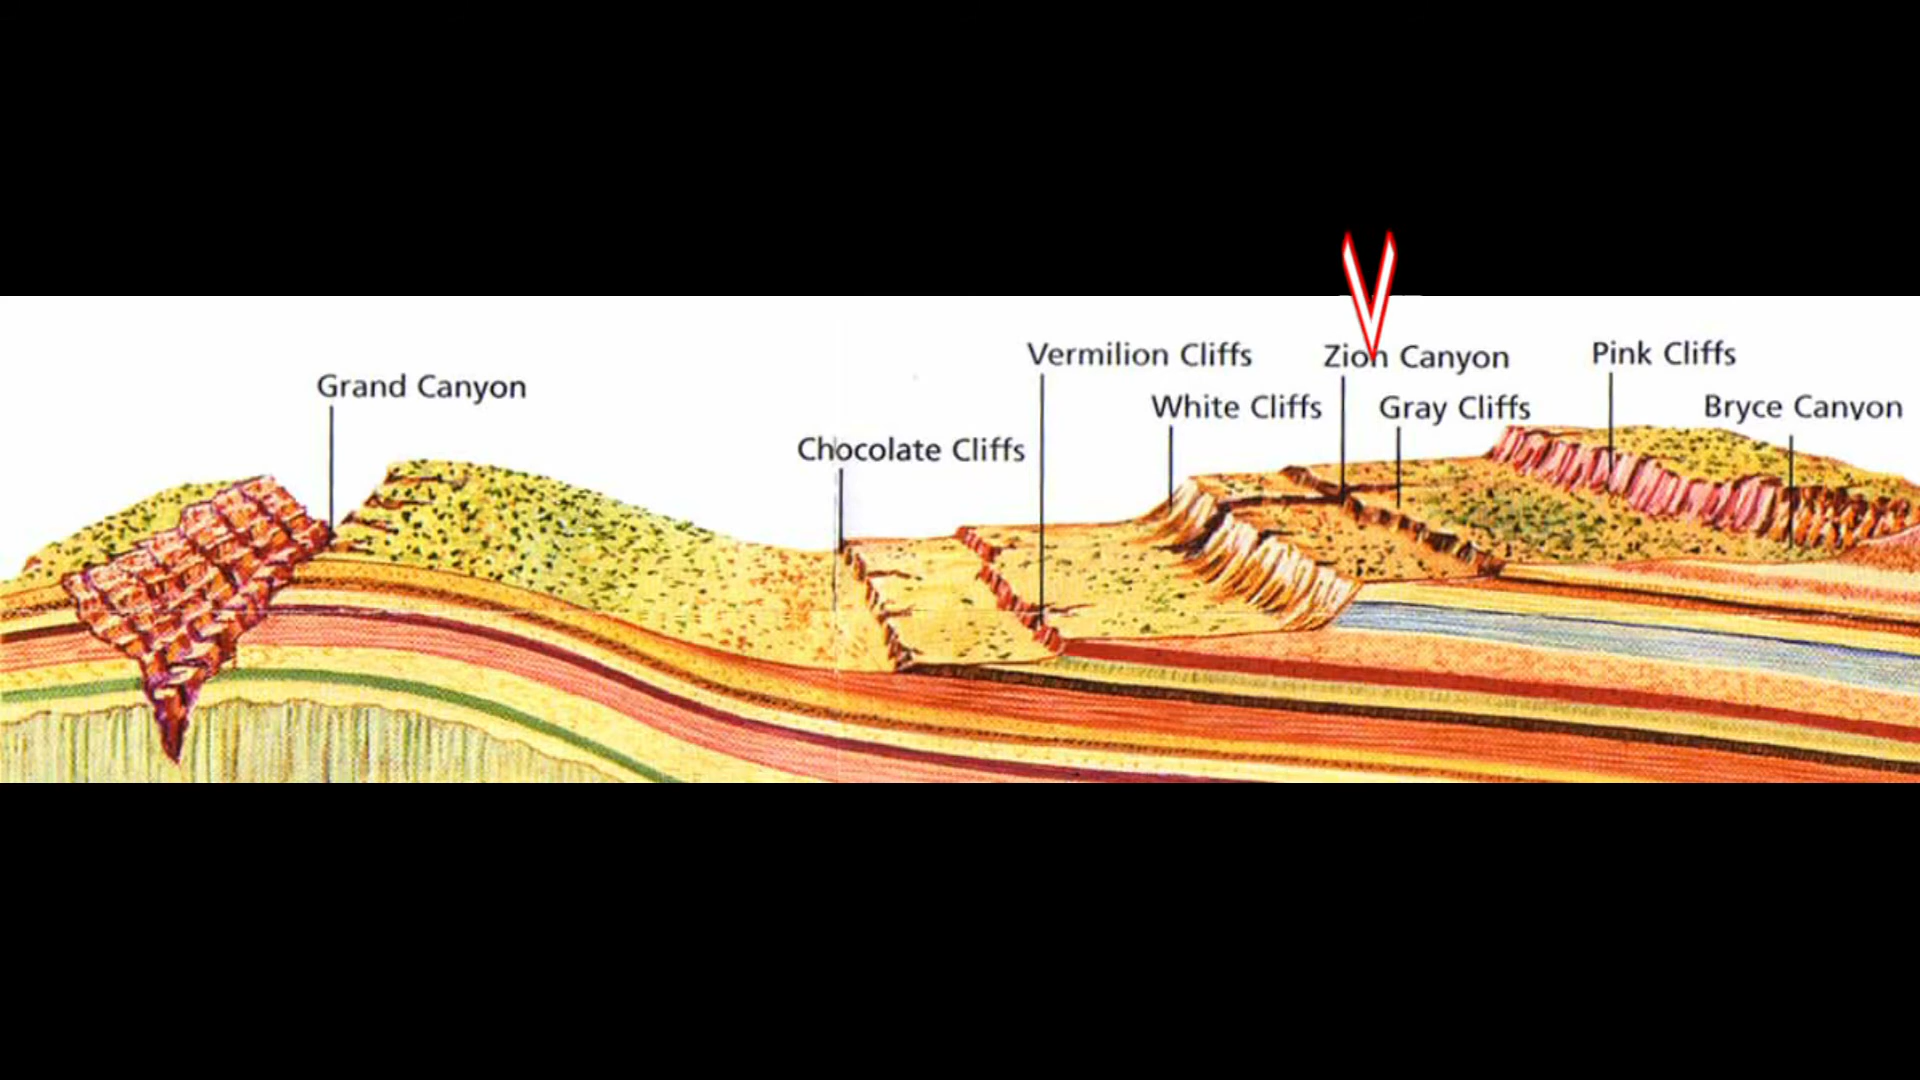 Vermilion Cliffs
Zion Canyon
Pink Cliffs
Grand Canyon
White Cliffs
Gray Cliffs
Bryce Canyon
Chocolate Cliffs